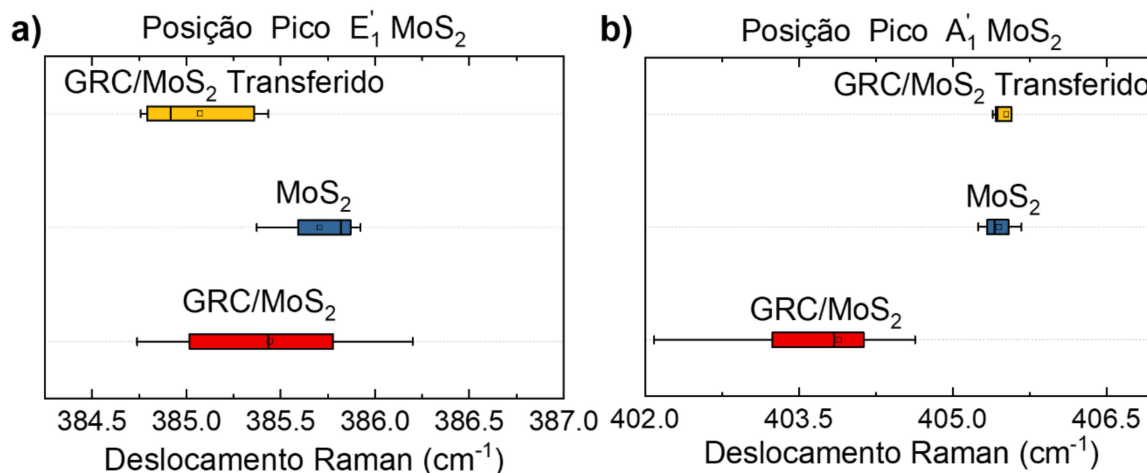 a) Posição Pico E₁' MoS₂
GRC/MoS₂ Transferido
MoS₂
GRC/MoS₂
384.5 385.0 385.5 386.0 386.5 387.0
Deslocamento Raman (cm⁻¹)
b) Posição Pico A₁' MoS₂
GRC/MoS₂ Transferido
MoS₂
GRC/MoS₂
402.0 403.5 405.0 406.5
Deslocamento Raman (cm⁻¹)